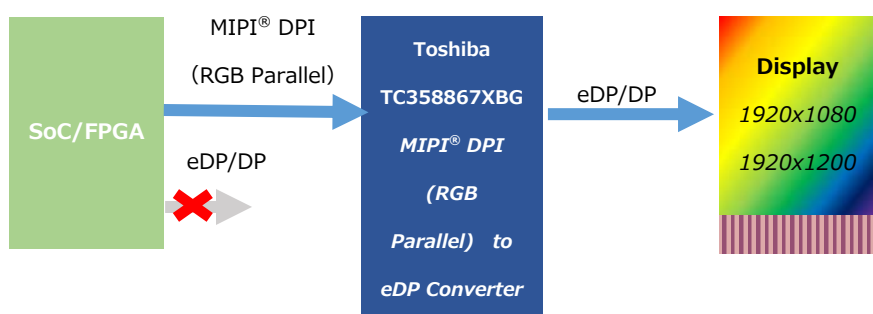 SoC/FPGA
MIPI® DPI
（RGB Parallel）
eDP/DP
Toshiba
TC358867XBG
MIPI® DPI
(RGB
Parallel) to
eDP Converter
eDP/DP
Display
1920x1080
1920x1200